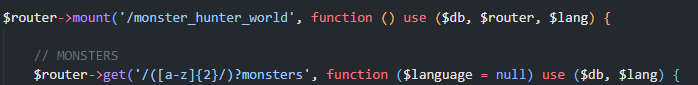 $router->mount('/monster_hunter_world', function () use ($db, $router, $lang) {
// MONSTERS
$router->get('/([a-z]{2}/)?monsters', function ($language = null) use ($db, $lang) {